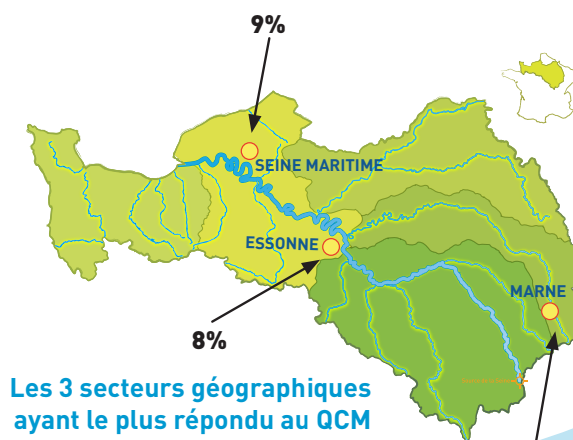 9%
SEINE MARITIME
ESSONNE
MARNE
8%
Les 3 secteurs géographiques
ayant le plus répondu au QCM